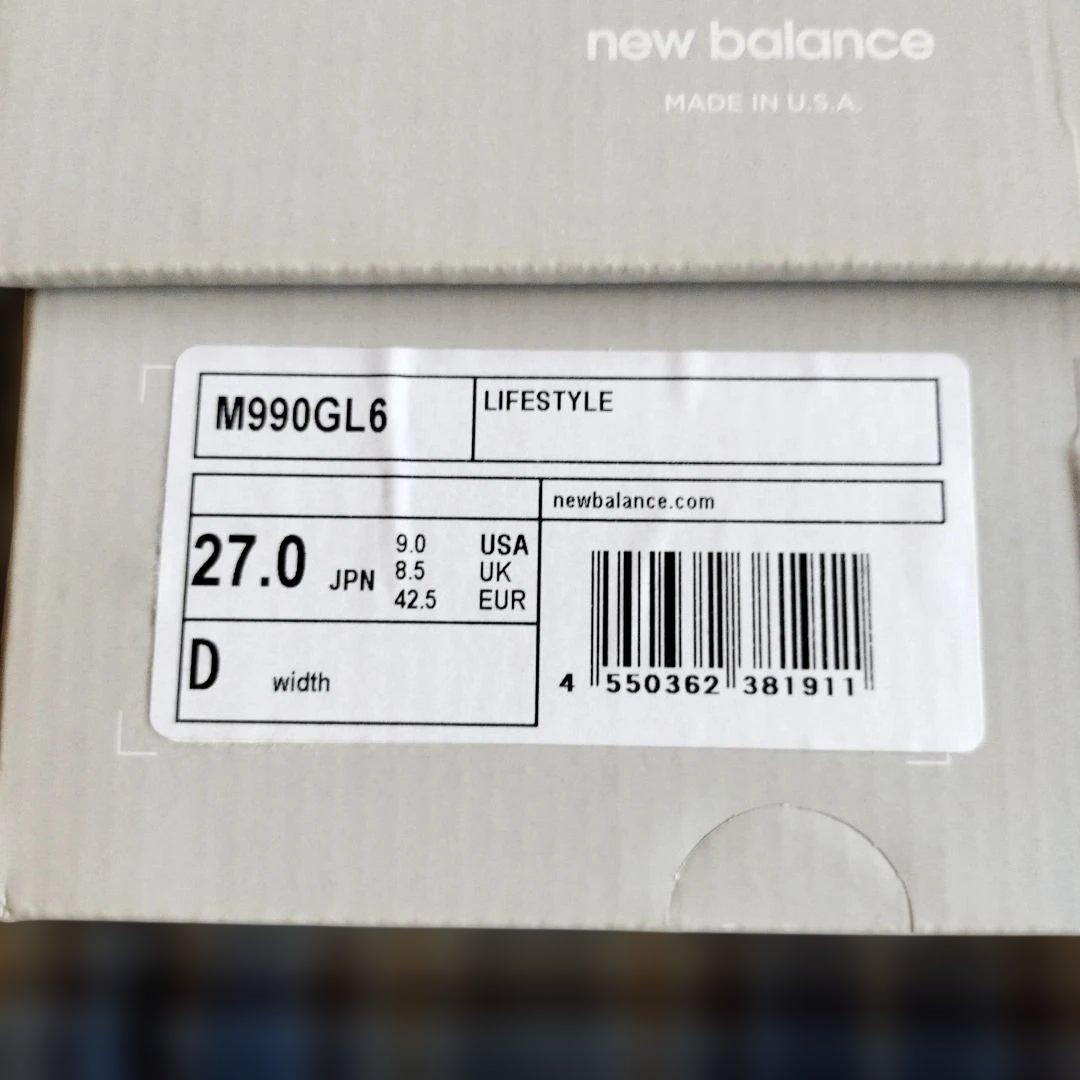 new balance
MADE IN U.S.A.
M990GL6
LIFESTYLE
newbalance.com
27.0 JPN
9.0 USA
8.5 UK
42.5 EUR
D width
4 550362 381911